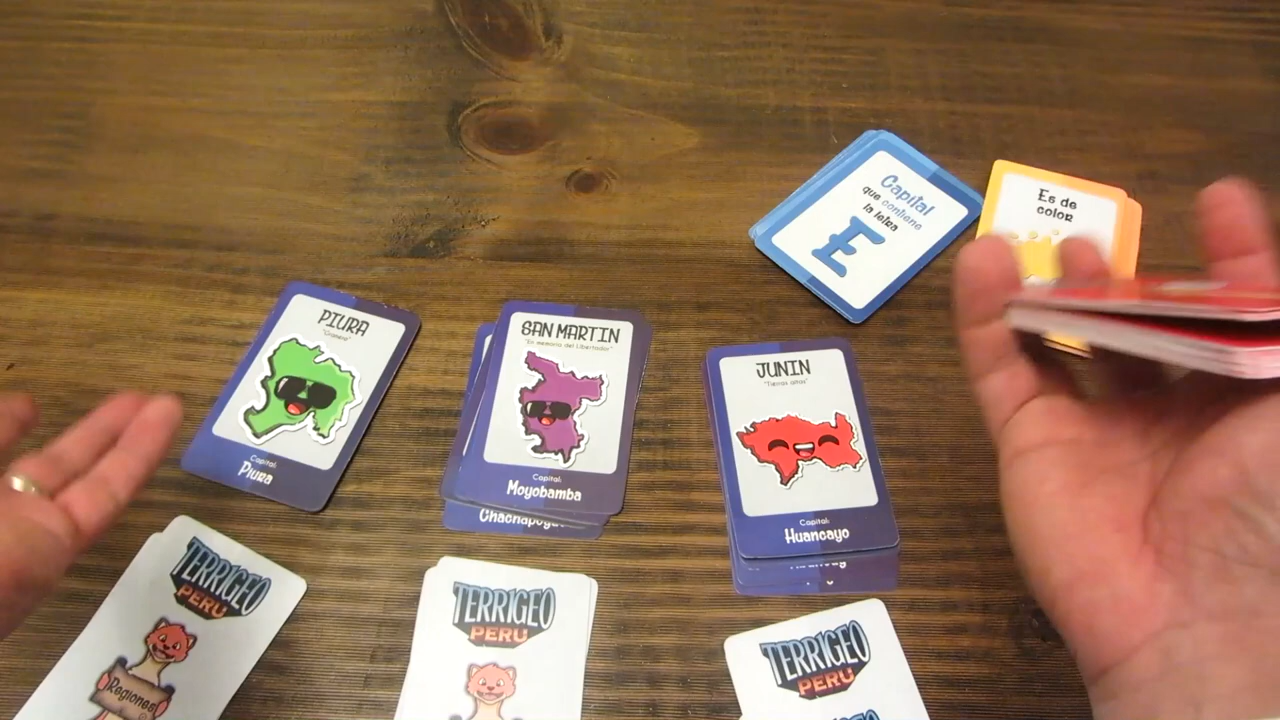 Capital
que contiene
la letra
E
Es de
color
PIURA
"Granero"
Capital:
Piura
SAN MARTIN
"En memoria del Libertador"
Capital:
Moyobamba
JUNIN
"Tierras altas"
Capital:
Huancayo
TERRIGEO
PERU
Regiones
TERRIGEO
PERU
TERRIGEO
PERU